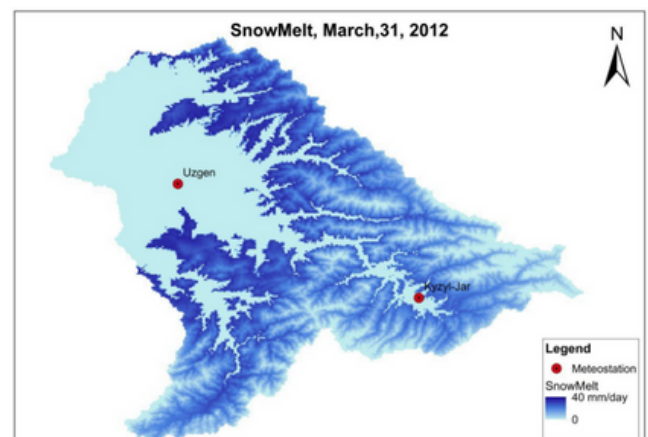 SnowMelt, March,31, 2012
N
Uzgen
Kyzyl-Jar
Legend
Meteostation
SnowMelt
40 mm/day
0